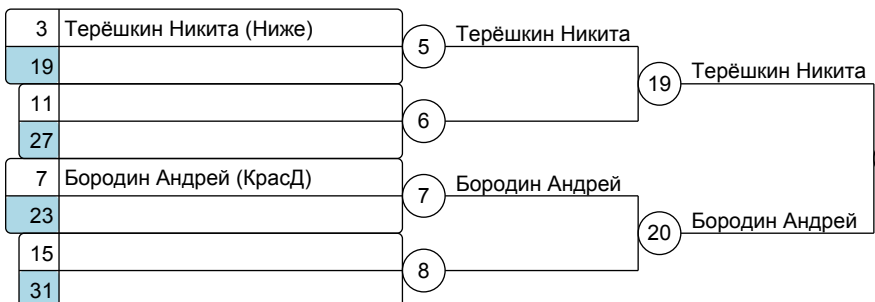 3 Терёшкин Никита (Ниже)
5 Терёшкин Никита
19
19 Терёшкин Никита
11
6
27
7 Бородин Андрей (КрасД)
7 Бородин Андрей
23
20 Бородин Андрей
15
8
31